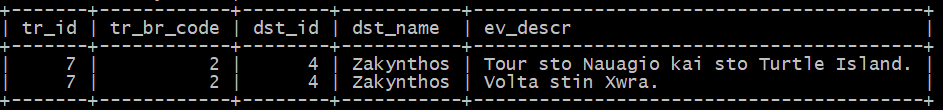 +-------+------------+--------+-----------+------------------------------------------+
| tr_id | tr_br_code | dst_id | dst_name | ev_descr |
+-------+------------+--------+-----------+------------------------------------------+
| 7 | 2 | 4 | Zakynthos | Tour sto Nauagio kai sto Turtle Island. |
| 7 | 2 | 4 | Zakynthos | Volta stin Xwra. |
+-------+------------+--------+-----------+------------------------------------------+